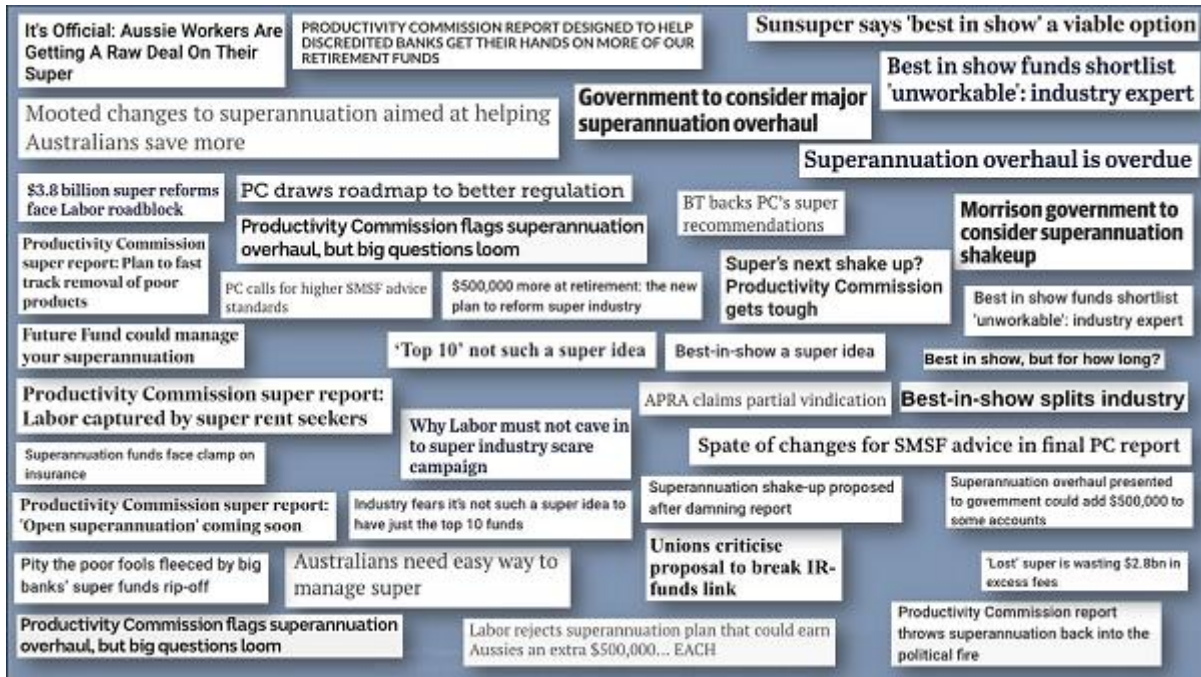 It's Official: Aussie Workers Are
Getting A Raw Deal On Their
Super
PRODUCTIVITY COMMISSION REPORT DESIGNED TO HELP
DISCREDITED BANKS GET THEIR HANDS ON MORE OF OUR
RETIREMENT FUNDS
Sunsuper says 'best in show' a viable option
Best in show funds shortlist
'unworkable': industry expert
Mooted changes to superannuation aimed at helping
Australians save more
Government to consider major
superannuation overhaul
Superannuation overhaul is overdue
$3.8 billion super reforms
face Labor roadblock
PC draws roadmap to better regulation
BT backs PC's super
recommendations
Morrison government to
consider superannuation
shakeup
Productivity Commission flags superannuation
overhaul, but big questions loom
Productivity Commission
super report: Plan to fast
track removal of poor
products
PC calls for higher SMSF advice
standards
$500,000 more at retirement: the new
plan to reform super industry
Super's next shake up?
Productivity Commission
gets tough
Best in show funds shortlist
'unworkable': industry expert
Future Fund could manage
your superannuation
'Top 10' not such a super idea
Best-in-show a super idea
Best in show, but for how long?
Productivity Commission super report:
Labor captured by super rent seekers
APRA claims partial vindication
Best-in-show splits industry
Why Labor must not cave in
to super industry scare
campaign
Spate of changes for SMSF advice in final PC report
Superannuation funds face clamp on
insurance
Superannuation shake-up proposed
after damning report
Superannuation overhaul presented
to government could add $500,000 to
some accounts
Productivity Commission super report:
'Open superannuation' coming soon
Industry fears it's not such a super idea to
have just the top 10 funds
Unions criticise
proposal to break IR-
funds link
Pity the poor fools fleeced by big
banks' super funds rip-off
Australians need easy way to
manage super
'Lost' super is wasting $2.8bn in
excess fees
Productivity Commission flags superannuation
overhaul, but big questions loom
Labor rejects superannuation plan that could earn
Aussies an extra $500,000... EACH
Productivity Commission report
throws superannuation back into the
political fire